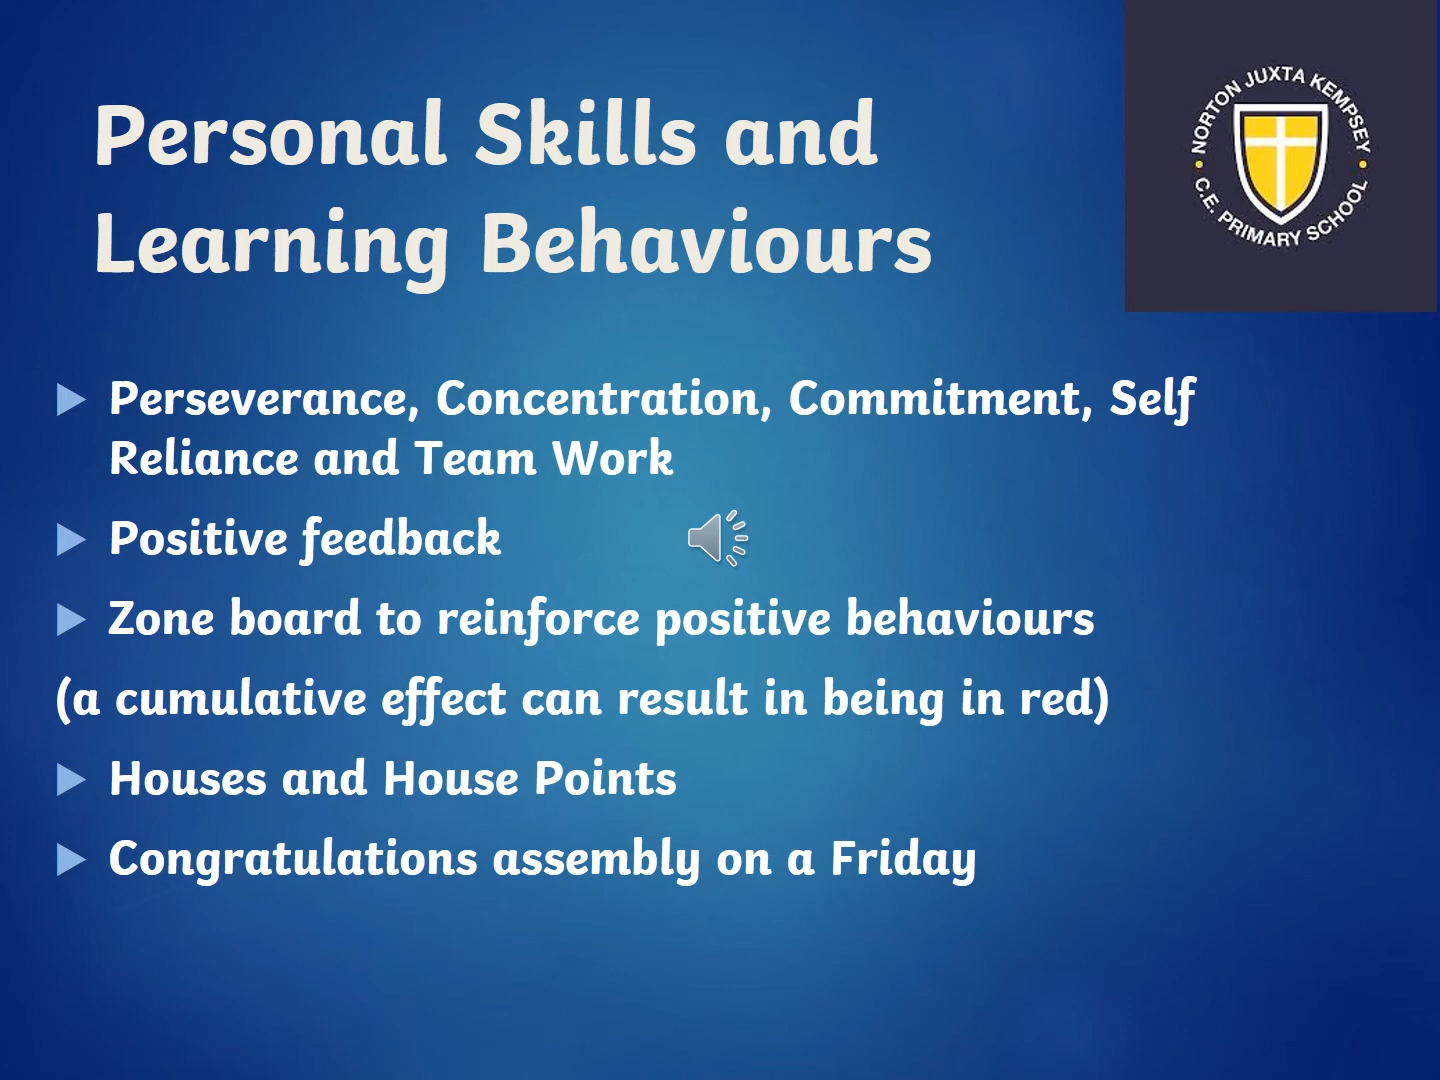 Personal Skills and
Learning Behaviours
NORTON JUXTA KEMPSEY
C.E. PRIMARY SCHOOL
Perseverance, Concentration, Commitment, Self
Reliance and Team Work
Positive feedback
Zone board to reinforce positive behaviours
(a cumulative effect can result in being in red)
Houses and House Points
Congratulations assembly on a Friday